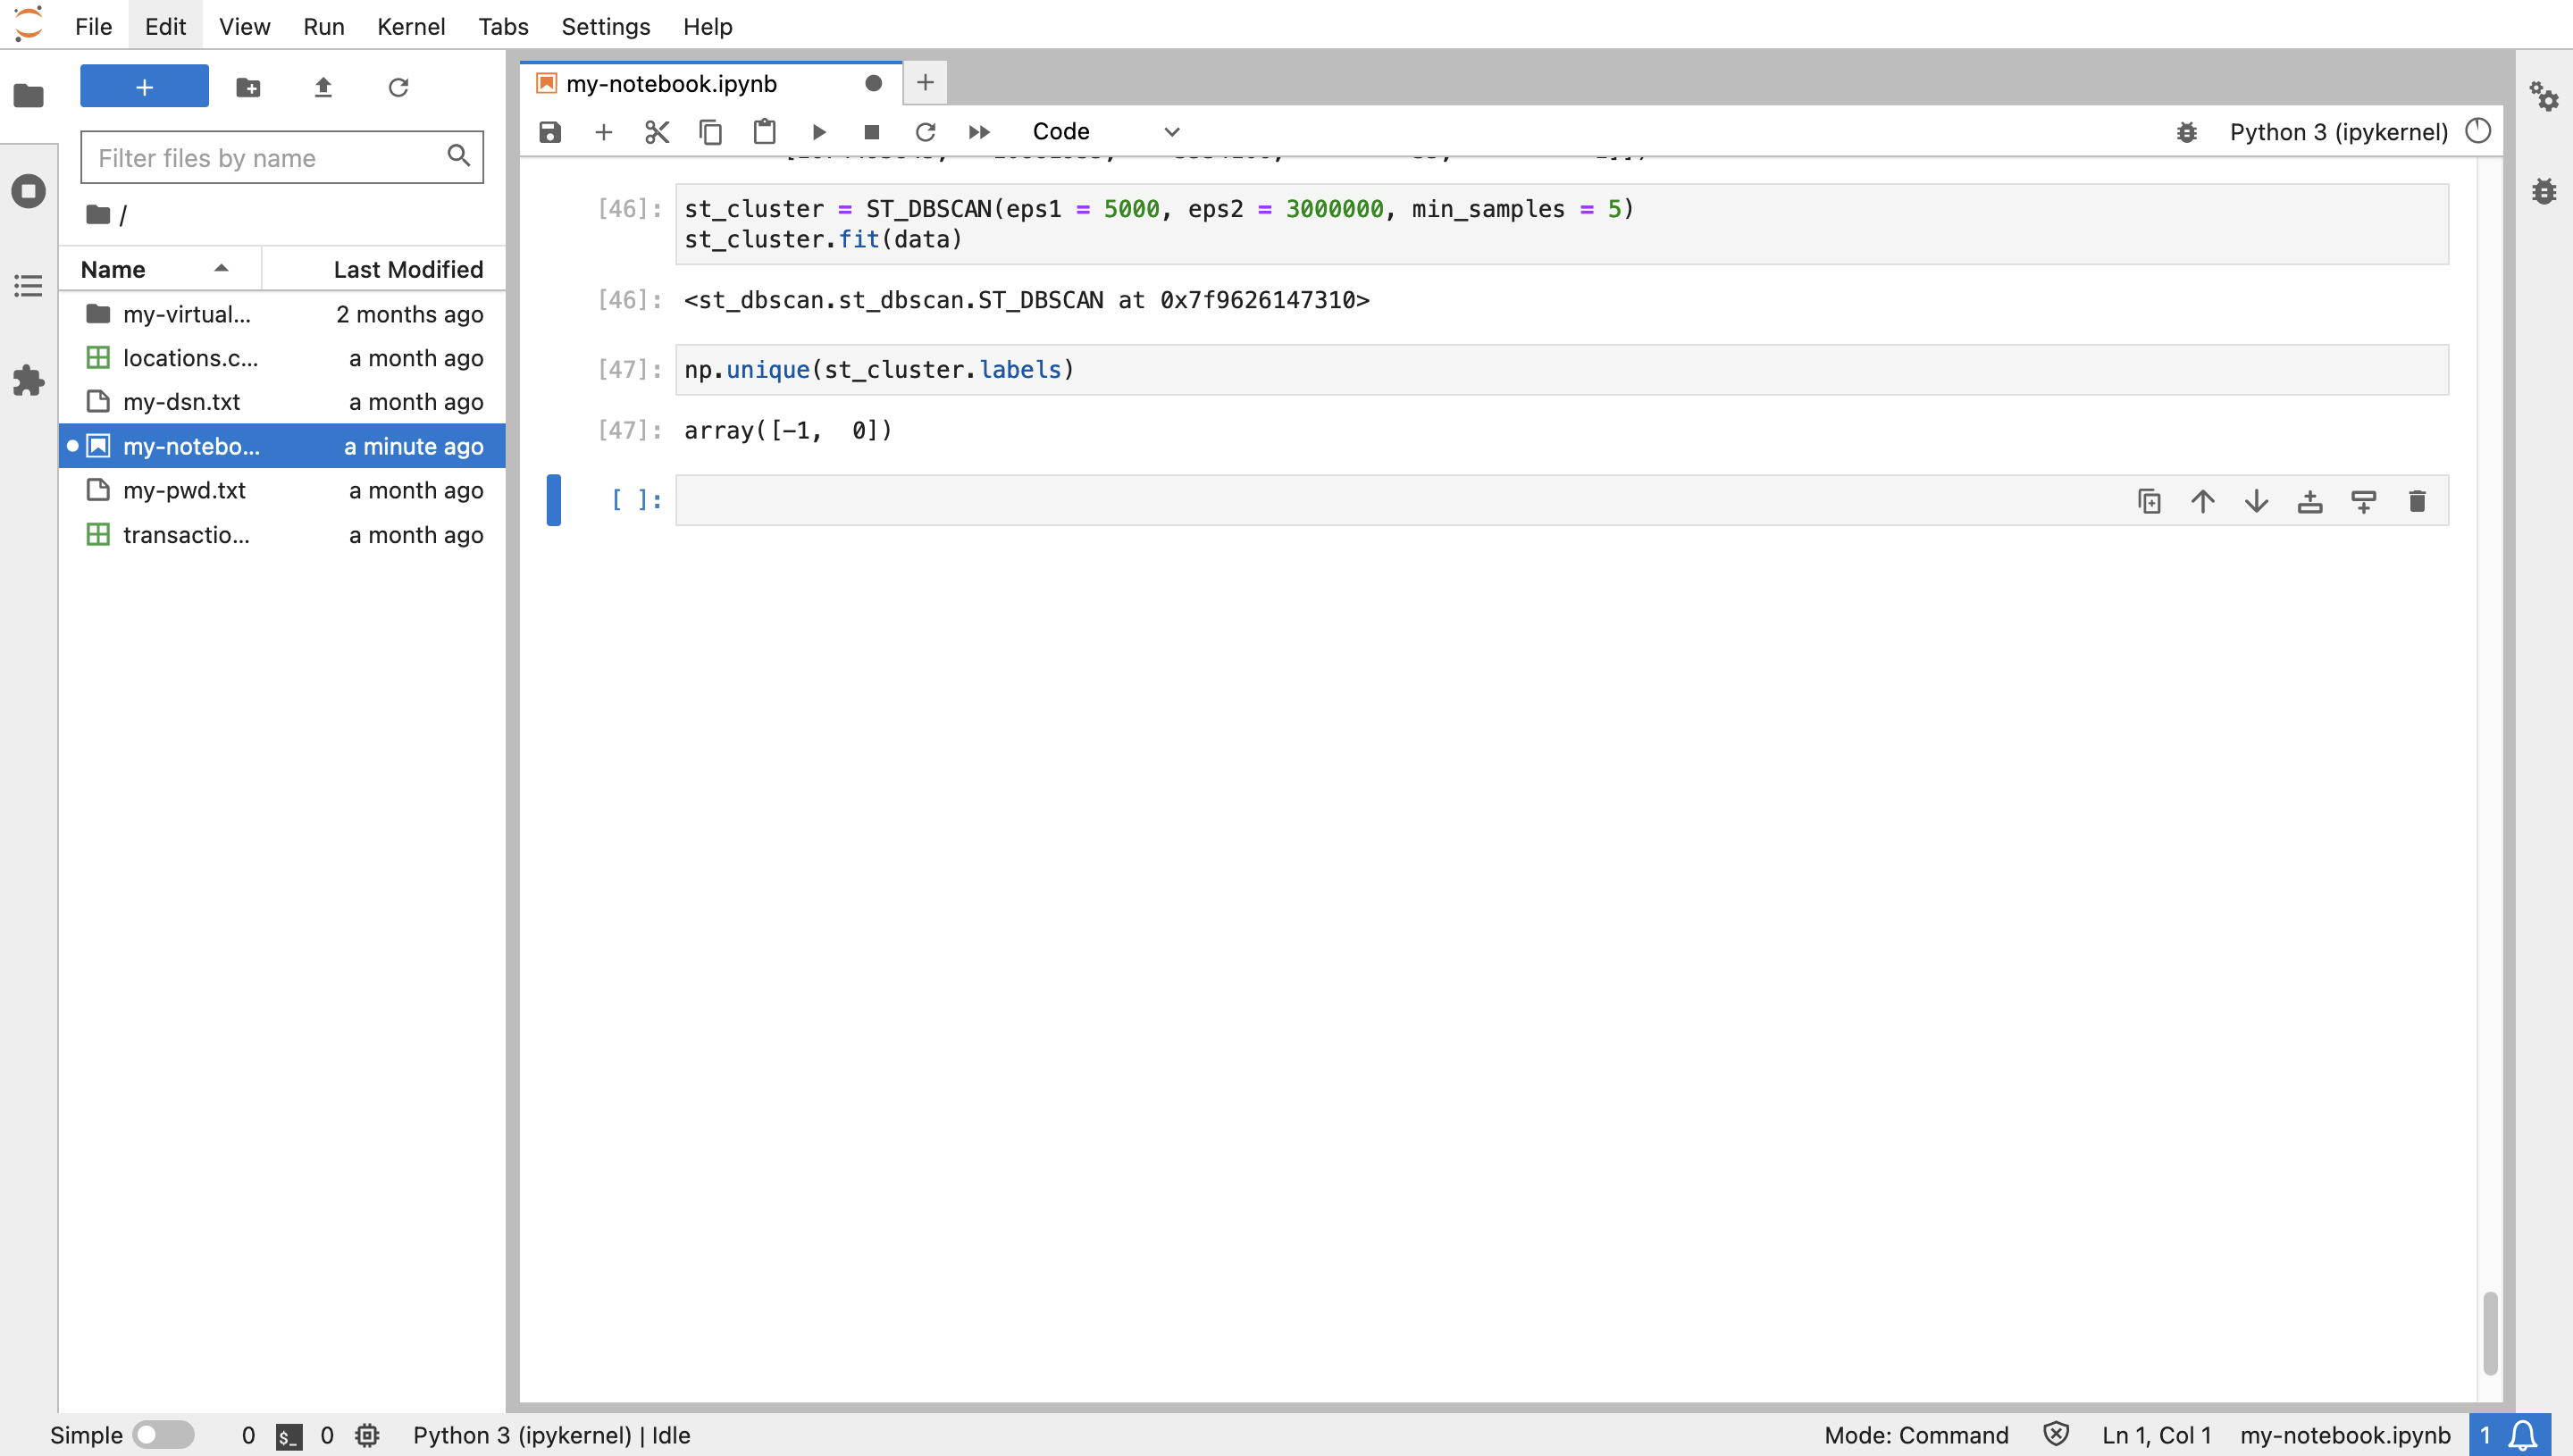 File Edit View Run Kernel Tabs Settings Help
my-notebook.ipynb
Filter files by name
/
Name Last Modified
my-virtual... 2 months ago
locations.c... a month ago
my-dsn.txt a month ago
my-notebo... a minute ago
my-pwd.txt a month ago
transactio... a month ago
Code
Python 3 (ipykernel)
[46]: st_cluster = ST_DBSCAN(eps1 = 5000, eps2 = 3000000, min_samples = 5)
st_cluster.fit(data)
[46]: <st_dbscan.st_dbscan.ST_DBSCAN at 0x7f9626147310>
[47]: np.unique(st_cluster.labels)
[47]: array([-1,  0])
[ ]:
Simple 0 $_ 0 Python 3 (ipykernel) | Idle
Mode: Command Ln 1, Col 1 my-notebook.ipynb 1